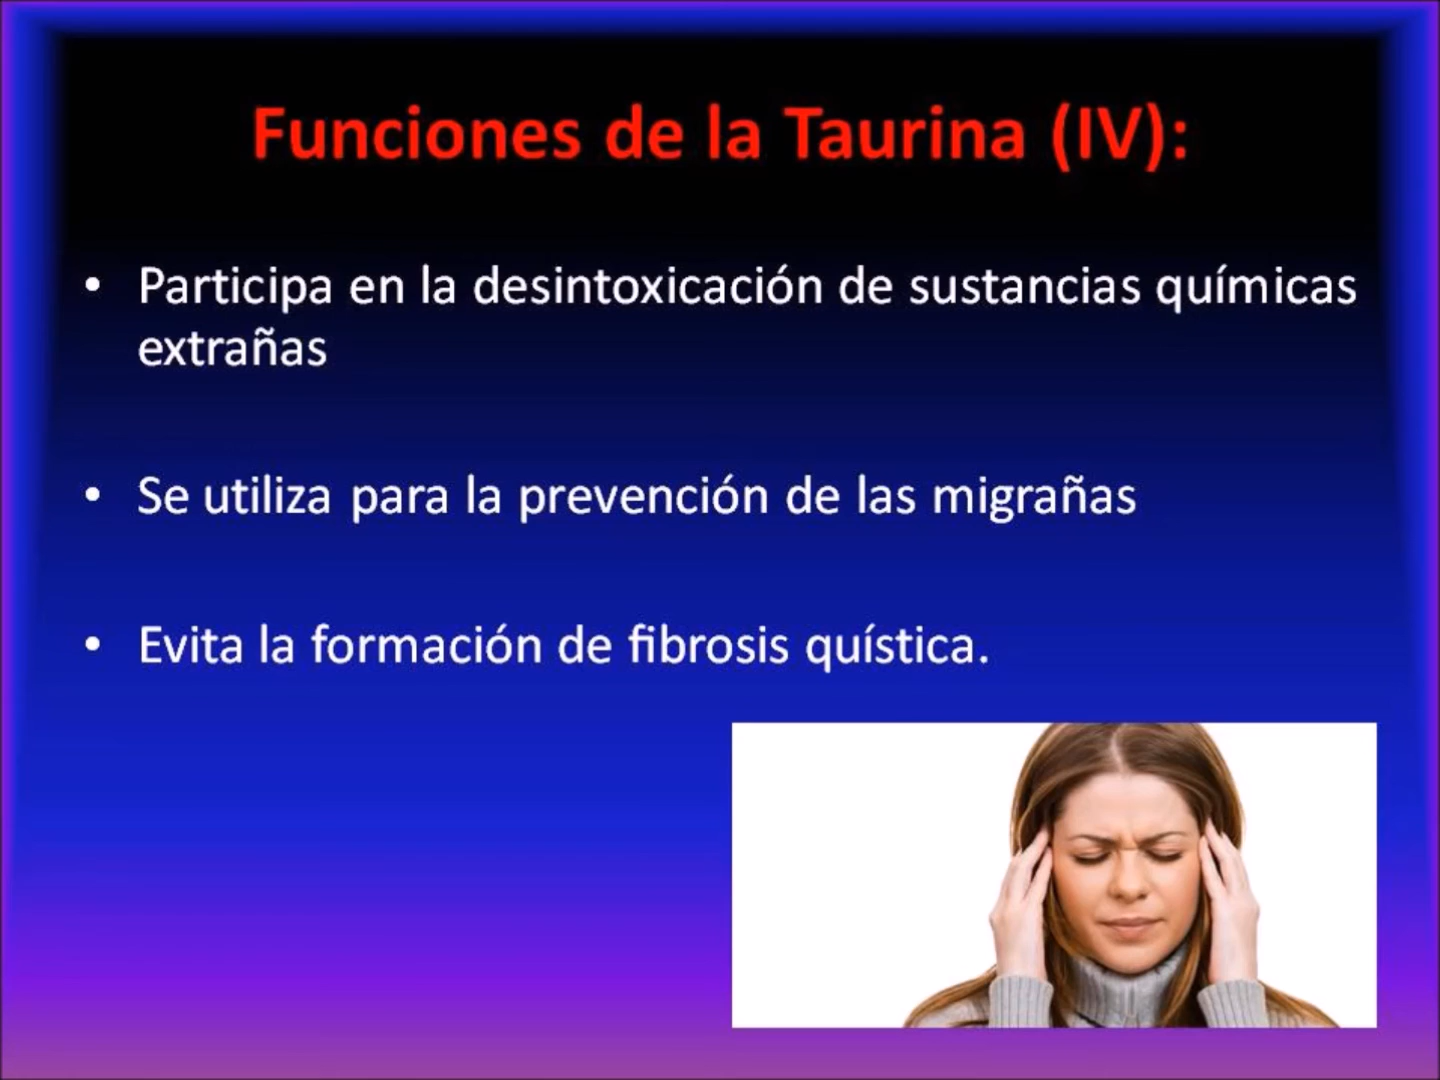 Funciones de la Taurina (IV):
• Participa en la desintoxicación de sustancias químicas
extrañas
• Se utiliza para la prevención de las migrañas
• Evita la formación de fibrosis quística.